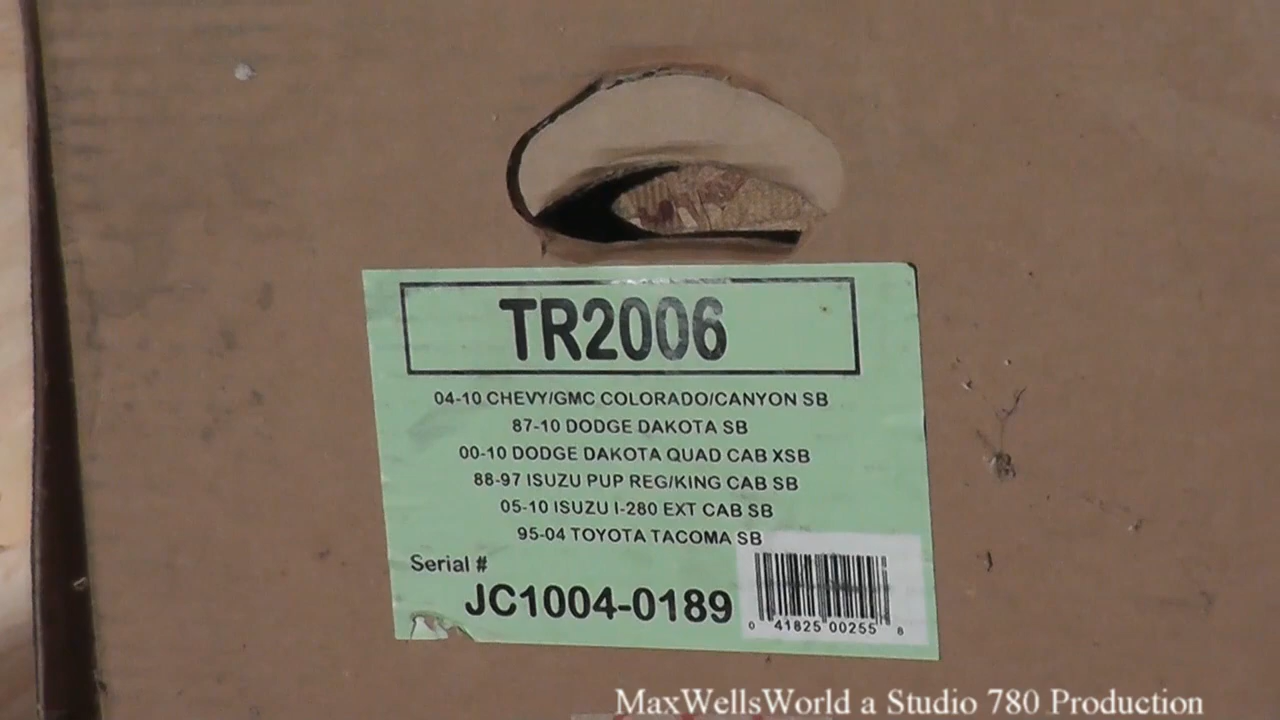 TR2006
04-10 CHEVY/GMC COLORADO/CANYON SB
87-10 DODGE DAKOTA SB
00-10 DODGE DAKOTA QUAD CAB XSB
88-97 ISUZU PUP REG/KING CAB SB
05-10 ISUZU I-280 EXT CAB SB
95-04 TOYOTA TACOMA SB
Serial #
JC1004-0189
0 41825 00255 8
MaxWellsWorld a Studio 780 Production